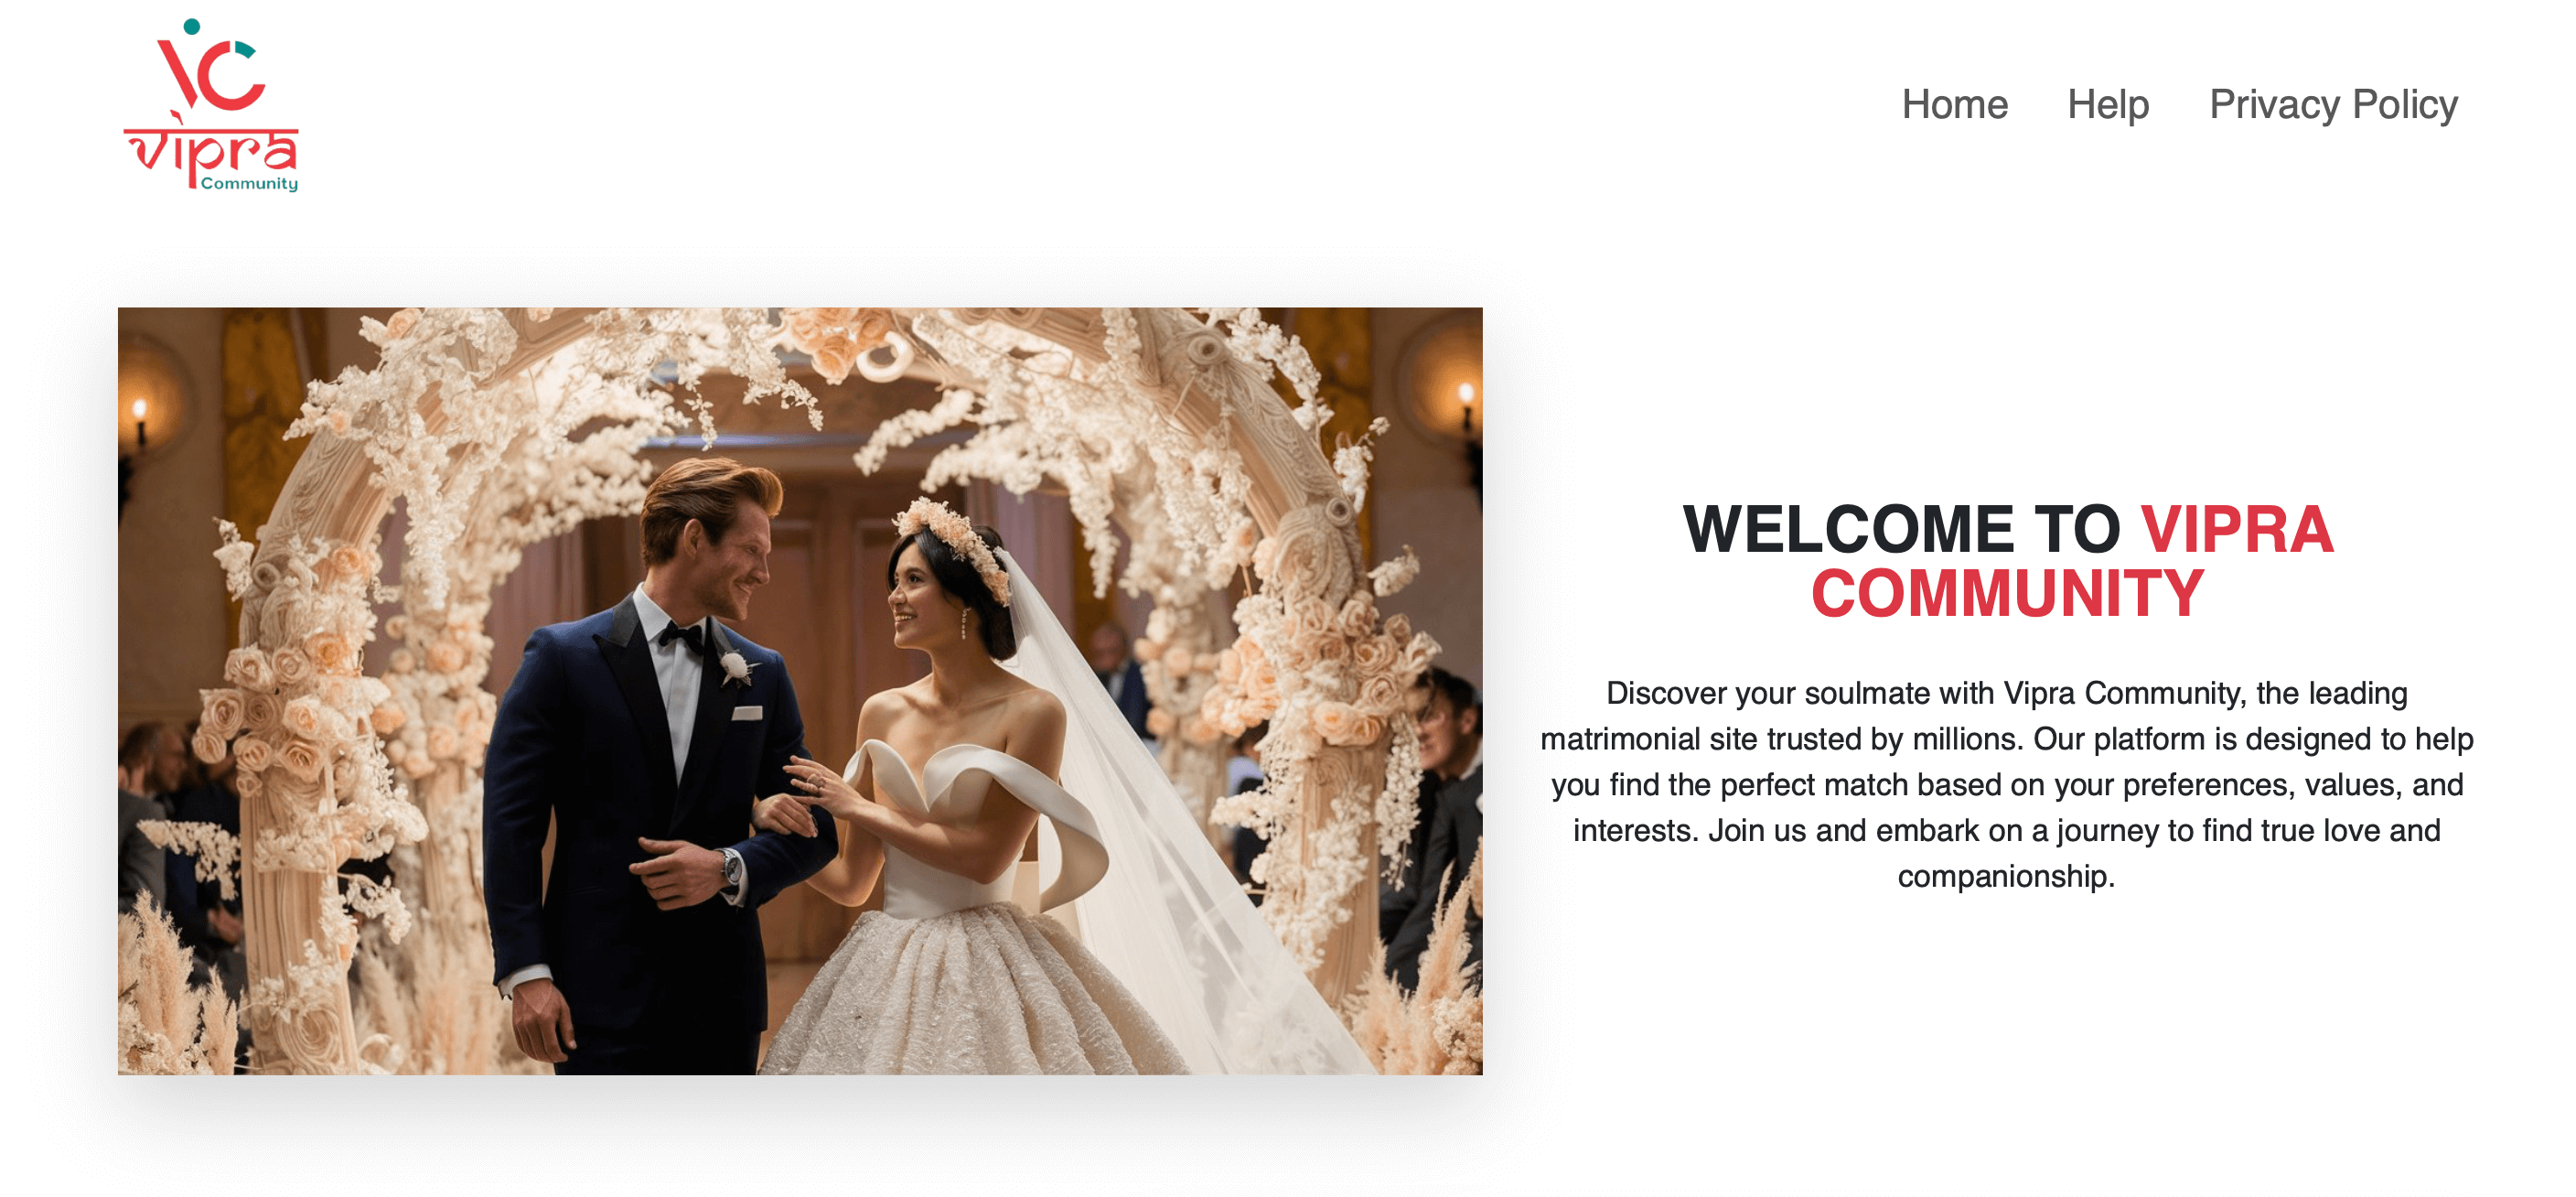 vipra
Community
Home Help Privacy Policy
WELCOME TO VIPRA
COMMUNITY
Discover your soulmate with Vipra Community, the leading
matrimonial site trusted by millions. Our platform is designed to help
you find the perfect match based on your preferences, values, and
interests. Join us and embark on a journey to find true love and
companionship.